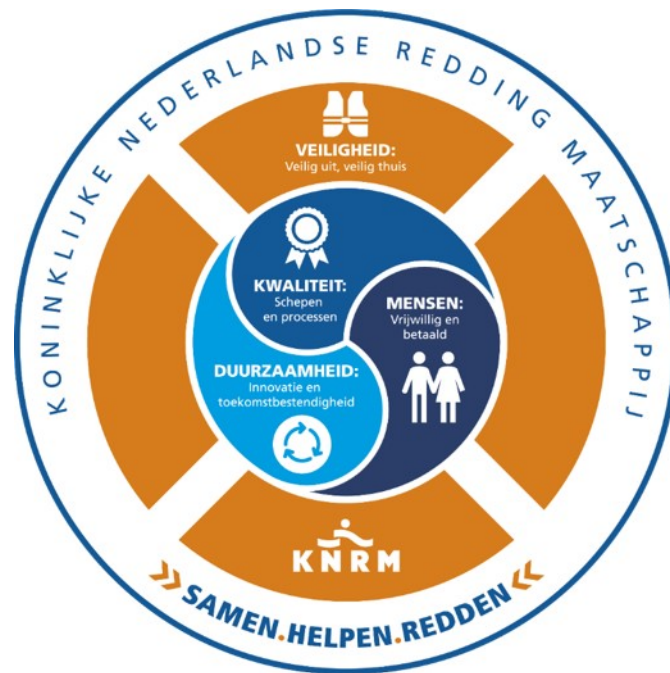 KONINKLIJKE NEDERLANDSE REDDING MAATSCHAPPIJ
VEILIGHEID:
Veilig uit, veilig thuis
KWALITEIT:
Schepen
en processen
MENSEN:
Vrijwillig en
betaald
DUURZAAMHEID:
Innovatie en
toekomstbestendigheid
KNRM
SAMEN.HELPEN.REDDEN